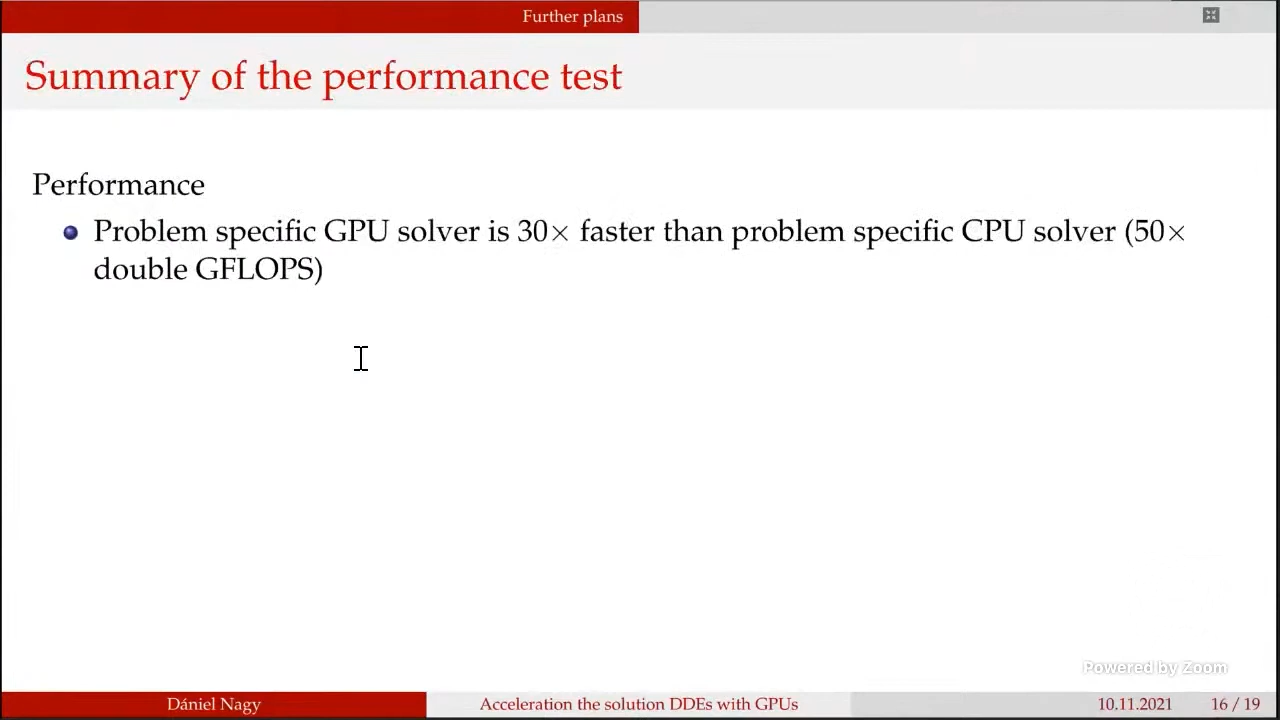 Further plans
Summary of the performance test
Performance
Problem specific GPU solver is 30× faster than problem specific CPU solver (50×
double GFLOPS)
Powered by Zoom
Dániel Nagy
Acceleration the solution DDEs with GPUs
10.11.2021
16 / 19